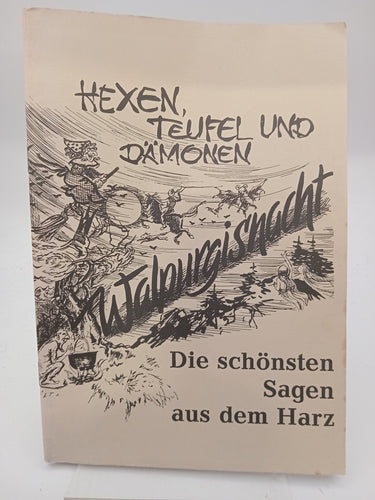 HEXEN,
TEUFEL UND
DÄMONEN
Walpurgisnacht
Die schönsten
Sagen
aus dem Harz